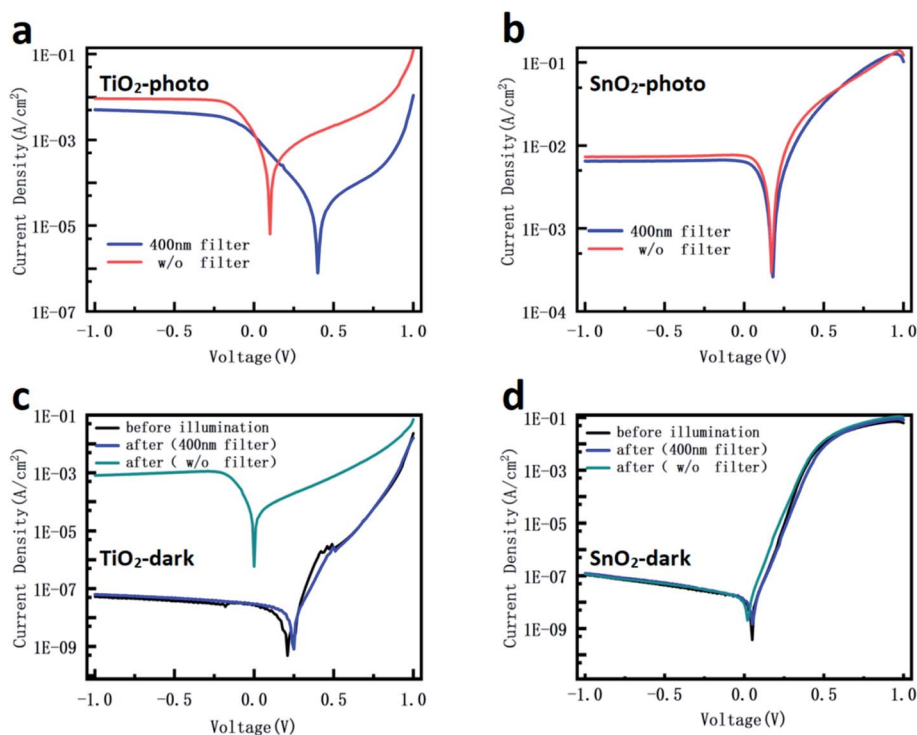 a
1E-01
TiO2-photo
1E-03
1E-05
1E-07
400nm filter
w/o filter
-1.0 -0.5 0.0 0.5 1.0
Voltage(V)
Current Density(A/cm²)
b
1E-01
SnO2-photo
1E-02
1E-03
1E-04
400nm filter
w/o filter
-1.0 -0.5 0.0 0.5 1.0
Voltage(V)
Current Density(A/cm²)
c
1E-01
before illumination
after (400nm filter)
after ( w/o filter)
1E-03
1E-05
TiO2-dark
1E-07
1E-09
-1.0 -0.5 0.0 0.5 1.0
Voltage(V)
Current Density(A/cm²)
d
1E-01
before illumination
after (400nm filter)
after ( w/o filter)
1E-03
1E-05
SnO2-dark
1E-07
1E-09
-1.0 -0.5 0.0 0.5 1.0
Voltage(V)
Current Density(A/cm²)